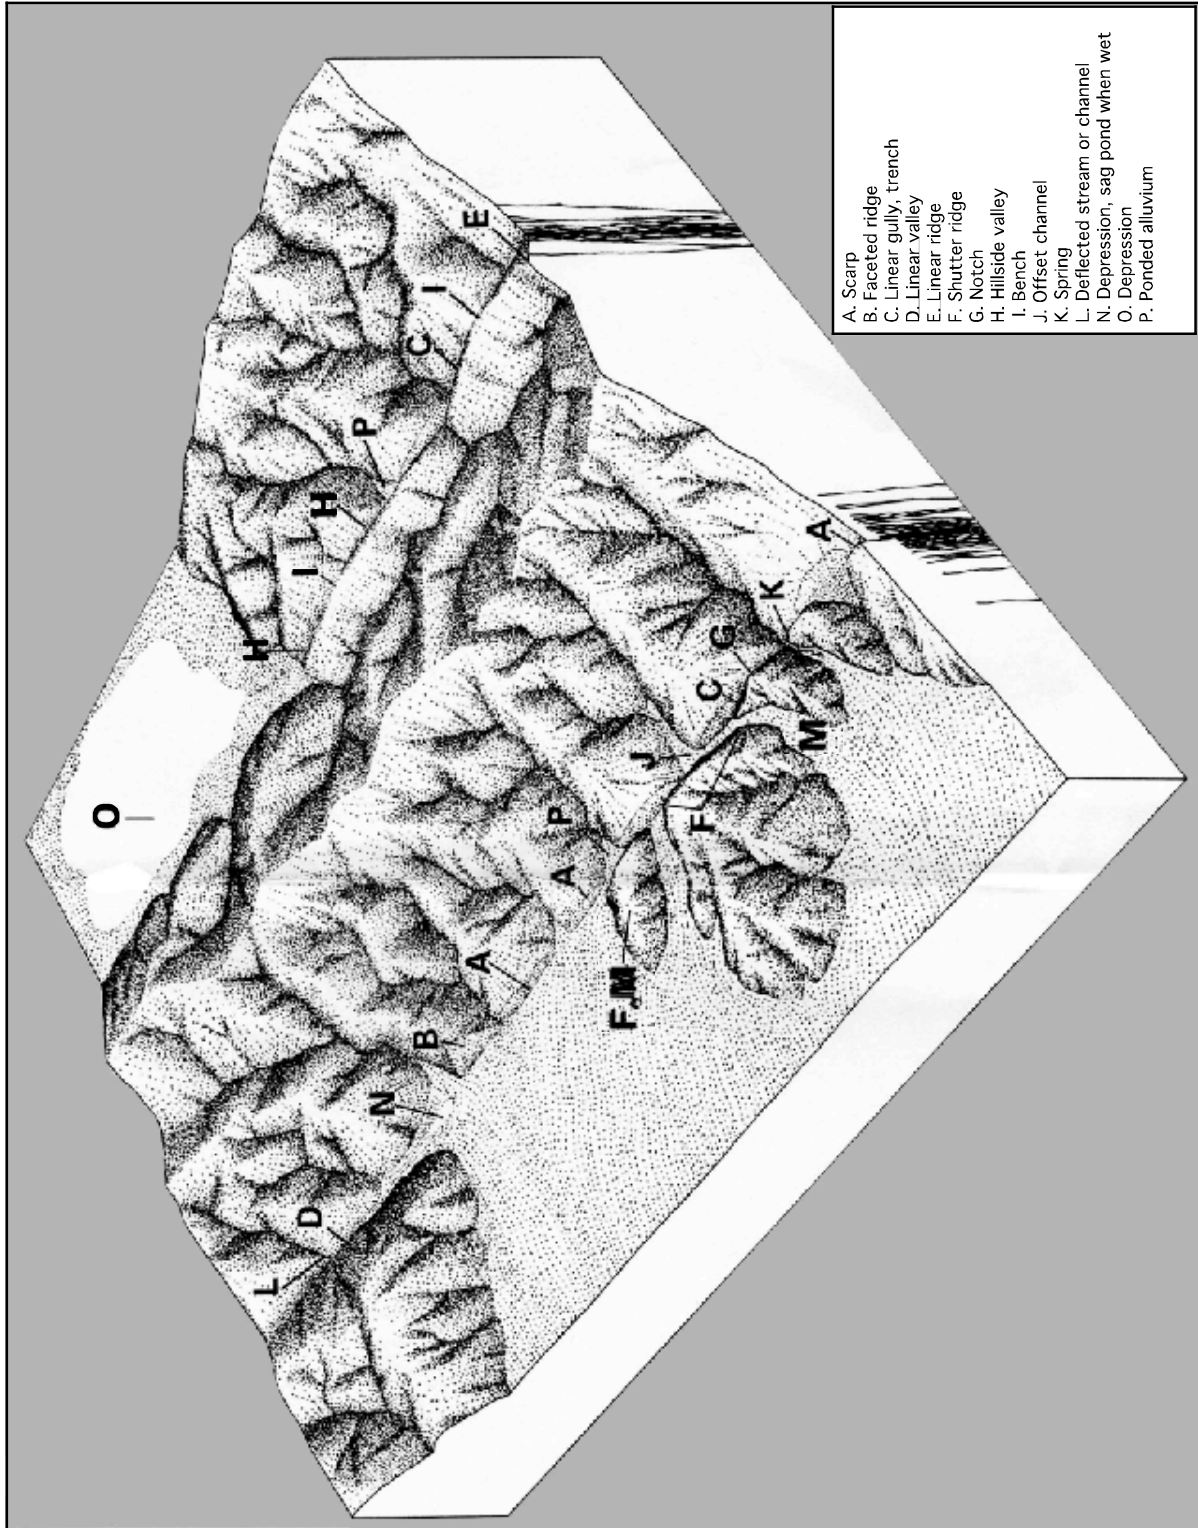 O
H
L
I
D
H
P
N
C
B
I
E
A
P
A
F,M
J
F
C
G
K
M
A
A. Scarp
B. Faceted ridge
C. Linear gully, trench
D. Linear valley
E. Linear ridge
F. Shutter ridge
G. Notch
H. Hillside valley
I. Bench
J. Offset channel
K. Spring
L. Deflected stream or channel
N. Depression, sag pond when wet
O. Depression
P. Ponded alluvium